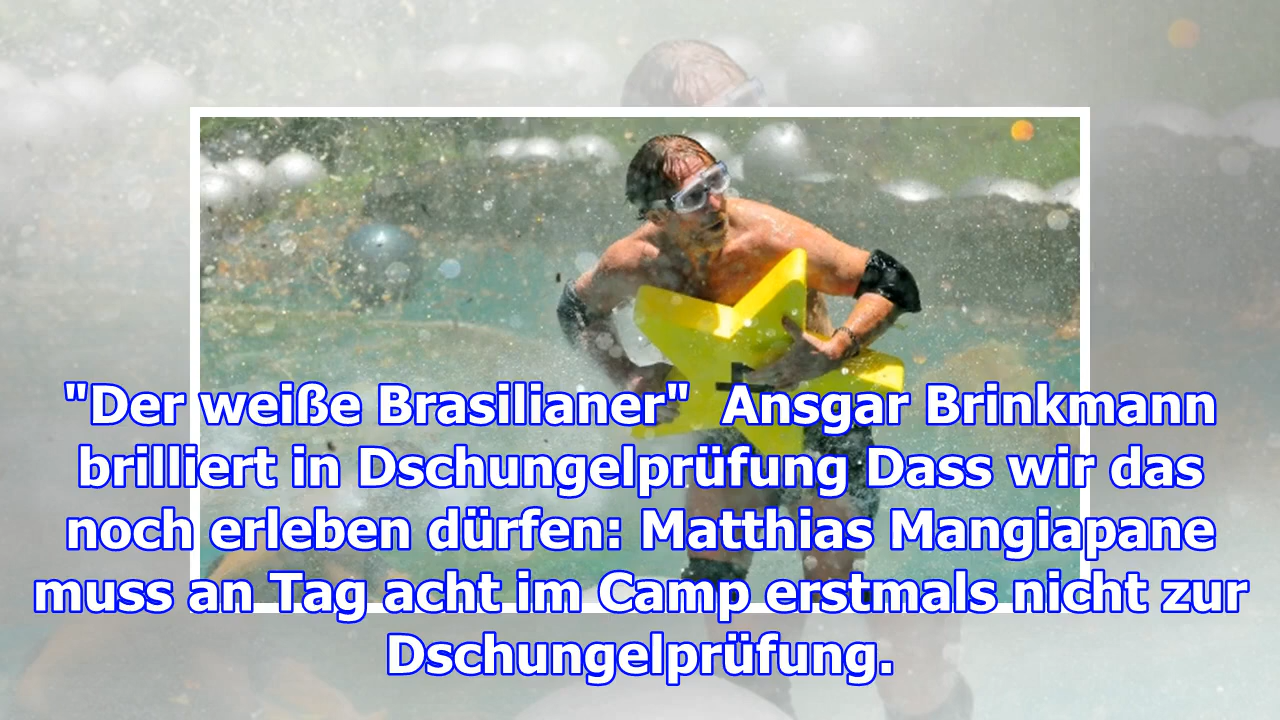 "Der weiße Brasilianer"  Ansgar Brinkmann
brilliert in Dschungelprüfung Dass wir das
noch erleben dürfen: Matthias Mangiapane
muss an Tag acht im Camp erstmals nicht zur
Dschungelprüfung.